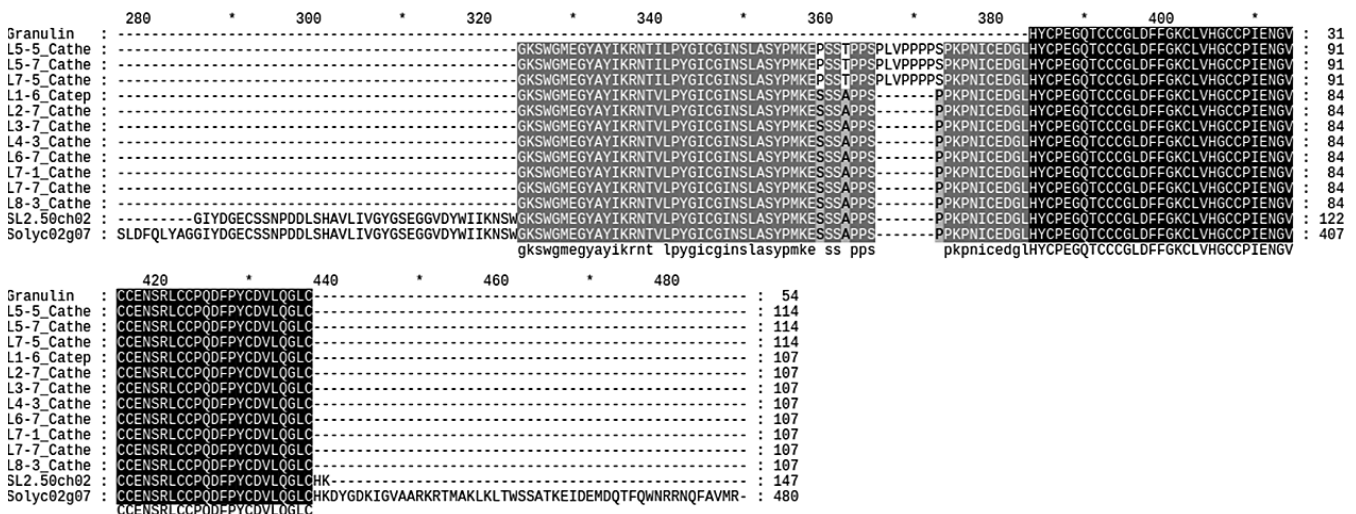 280 * 300 * 320 * 340 * 360 * 380 * 400 *
Granulin : -----------------------------------------------------------------------------------------------------------HYCPEGQTCCCGLDFFGKCLVHGCCPIENGV : 31
L5-5_Cathe : -----------------------------------------------GKSWGMEGYAYIKRNTILPYGICGINSLASYPMKEPSSTPPSPLVPPPPSPKPNICEDGLHYCPEGQTCCCGLDFFGKCLVHGCCPIENGV : 91
L5-7_Cathe : -----------------------------------------------GKSWGMEGYAYIKRNTILPYGICGINSLASYPMKEPSSTPPSPLVPPPPSPKPNICEDGLHYCPEGQTCCCGLDFFGKCLVHGCCPIENGV : 91
L7-5_Cathe : -----------------------------------------------GKSWGMEGYAYIKRNTILPYGICGINSLASYPMKEPSSTPPSPLVPPPPSPKPNICEDGLHYCPEGQTCCCGLDFFGKCLVHGCCPIENGV : 91
L1-6_Catep : -----------------------------------------------GKSWGMEGYAYIKRNTVLPYGICGINSLASYPMKESSSAPPS-------PPKPNICEDGLHYCPEGQTCCCGLDFFGKCLVHGCCPIENGV : 84
L2-7_Cathe : -----------------------------------------------GKSWGMEGYAYIKRNTVLPYGICGINSLASYPMKESSSAPPS-------PPKPNICEDGLHYCPEGQTCCCGLDFFGKCLVHGCCPIENGV : 84
L3-7_Cathe : -----------------------------------------------GKSWGMEGYAYIKRNTVLPYGICGINSLASYPMKESSSAPPS-------PPKPNICEDGLHYCPEGQTCCCGLDFFGKCLVHGCCPIENGV : 84
L4-3_Cathe : -----------------------------------------------GKSWGMEGYAYIKRNTVLPYGICGINSLASYPMKESSSAPPS-------PPKPNICEDGLHYCPEGQTCCCGLDFFGKCLVHGCCPIENGV : 84
L6-7_Cathe : -----------------------------------------------GKSWGMEGYAYIKRNTVLPYGICGINSLASYPMKESSSAPPS-------PPKPNICEDGLHYCPEGQTCCCGLDFFGKCLVHGCCPIENGV : 84
L7-1_Cathe : -----------------------------------------------GKSWGMEGYAYIKRNTVLPYGICGINSLASYPMKESSSAPPS-------PPKPNICEDGLHYCPEGQTCCCGLDFFGKCLVHGCCPIENGV : 84
L7-7_Cathe : -----------------------------------------------GKSWGMEGYAYIKRNTVLPYGICGINSLASYPMKESSSAPPS-------PPKPNICEDGLHYCPEGQTCCCGLDFFGKCLVHGCCPIENGV : 84
L8-3_Cathe : -----------------------------------------------GKSWGMEGYAYIKRNTVLPYGICGINSLASYPMKESSSAPPS-------PPKPNICEDGLHYCPEGQTCCCGLDFFGKCLVHGCCPIENGV : 84
SL2.50ch02 : ---------GIYDGECSSNPDDLSHAVLIVGYGSEGGVDYWIIKNSWGKSWGMEGYAYIKRNTVLPYGICGINSLASYPMKESSSAPPS-------PPKPNICEDGLHYCPEGQTCCCGLDFFGKCLVHGCCPIENGV : 122
Solyc02g07 : SLDFQLYAGGIYDGECSSNPDDLSHAVLIVGYGSEGGVDYWIIKNSWGKSWGMEGYAYIKRNTVLPYGICGINSLASYPMKESSSAPPS-------PPKPNICEDGLHYCPEGQTCCCGLDFFGKCLVHGCCPIENGV : 407
gkswgmegyayikrnt lpygicginslasypmke ss pps pkpnicedglHYCPEGQTCCCGLDFFGKCLVHGCCPIENGV
420 * 440 * 460 * 480
Granulin : CCENSRLCCPQDFPYCDVLQGLC--------------------------------------------------- : 54
L5-5_Cathe : CCENSRLCCPQDFPYCDVLQGLC--------------------------------------------------- : 114
L5-7_Cathe : CCENSRLCCPQDFPYCDVLQGLC--------------------------------------------------- : 114
L7-5_Cathe : CCENSRLCCPQDFPYCDVLQGLC--------------------------------------------------- : 114
L1-6_Catep : CCENSRLCCPQDFPYCDVLQGLC--------------------------------------------------- : 107
L2-7_Cathe : CCENSRLCCPQDFPYCDVLQGLC--------------------------------------------------- : 107
L3-7_Cathe : CCENSRLCCPQDFPYCDVLQGLC--------------------------------------------------- : 107
L4-3_Cathe : CCENSRLCCPQDFPYCDVLQGLC--------------------------------------------------- : 107
L6-7_Cathe : CCENSRLCCPQDFPYCDVLQGLC--------------------------------------------------- : 107
L7-1_Cathe : CCENSRLCCPQDFPYCDVLQGLC--------------------------------------------------- : 107
L7-7_Cathe : CCENSRLCCPQDFPYCDVLQGLC--------------------------------------------------- : 107
L8-3_Cathe : CCENSRLCCPQDFPYCDVLQGLC--------------------------------------------------- : 107
SL2.50ch02 : CCENSRLCCPQDFPYCDVLQGLCHK------------------------------------------------- : 147
Solyc02g07 : CCENSRLCCPQDFPYCDVLQGLCHKDYGDKIGVAARKRTMAKLKLTWSSATKEIDEMDQTFQWNRRNQFAVMR- : 480
CCENSRLCCPQDFPYCDVLQGLC